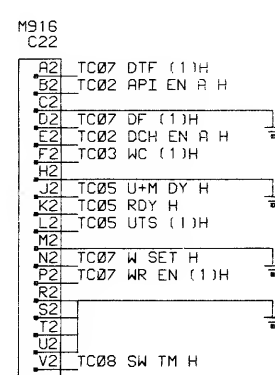 M916
C22
A2 TC07 DTF (1)H
B2 TC02 API EN A H
C2
D2 TC07 DF (1)H
E2 TC02 DCH EN A H
F2 TC03 WC (1)H
H2
J2 TC05 U+M DY H
K2 TC05 RDY H
L2 TC05 UTS (1)H
M2
N2 TC07 W SET H
P2 TC07 WR EN (1)H
R2
S2
T2
U2
V2 TC08 SW TM H